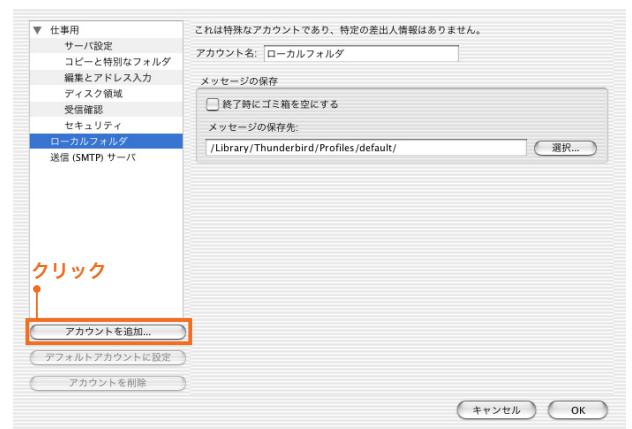 ▼ 仕事用
サーバ設定
コピーと特別なフォルダ
編集とアドレス入力
ディスク領域
受信確認
セキュリティ
ローカルフォルダ
送信 (SMTP) サーバ
クリック
アカウントを追加...
デフォルトアカウントに設定
アカウントを削除
これは特殊なアカウントであり、特定の差出人情報はありません。
アカウント名: ローカルフォルダ
メッセージの保存
終了時にゴミ箱を空にする
メッセージの保存先:
/Library/Thunderbird/Profiles/default/ 選択...
キャンセル OK